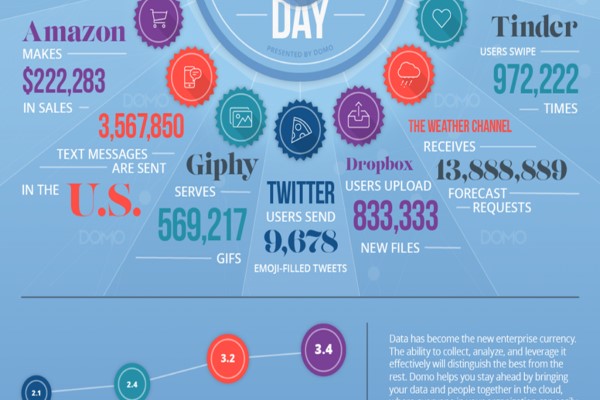 DAY
PRESENTED BY DOMO
Amazon
MAKES
$222,283
IN SALES
Tinder
USERS SWIPE
972,222
TIMES
3,567,850
TEXT MESSAGES
ARE SENT
IN THE U.S.
Giphy
SERVES
569,217
GIFS
TWITTER
USERS SEND
9,678
EMOJI-FILLED TWEETS
Dropbox
USERS UPLOAD
833,333
NEW FILES
THE WEATHER CHANNEL
RECEIVES
13,888,889
FORECAST
REQUESTS
DOMO
DOMO
DOMO
DOMO
2.1
2.4
3.2
3.4
Data has become the new enterprise currency.
The ability to collect, analyze, and leverage it
effectively will distinguish the best from the
rest. Domo helps you stay ahead by bringing
your data and people together in the cloud,